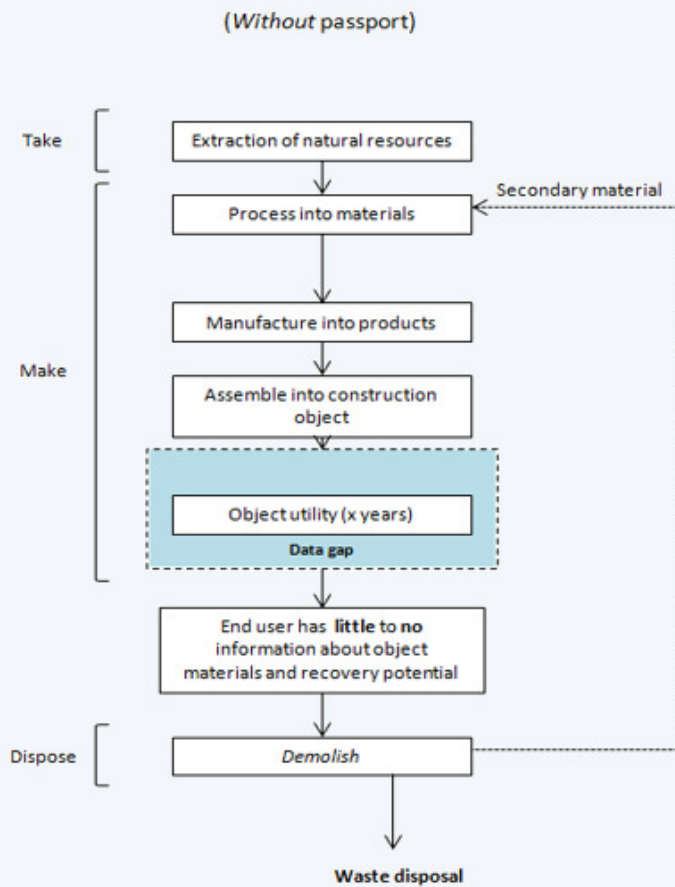 (Without passport)
Take
Extraction of natural resources
Secondary material
Process into materials
Manufacture into products
Make
Assemble into construction
object
Object utility (x years)
Data gap
End user has little to no
information about object
materials and recovery potential
Dispose
Demolish
Waste disposal